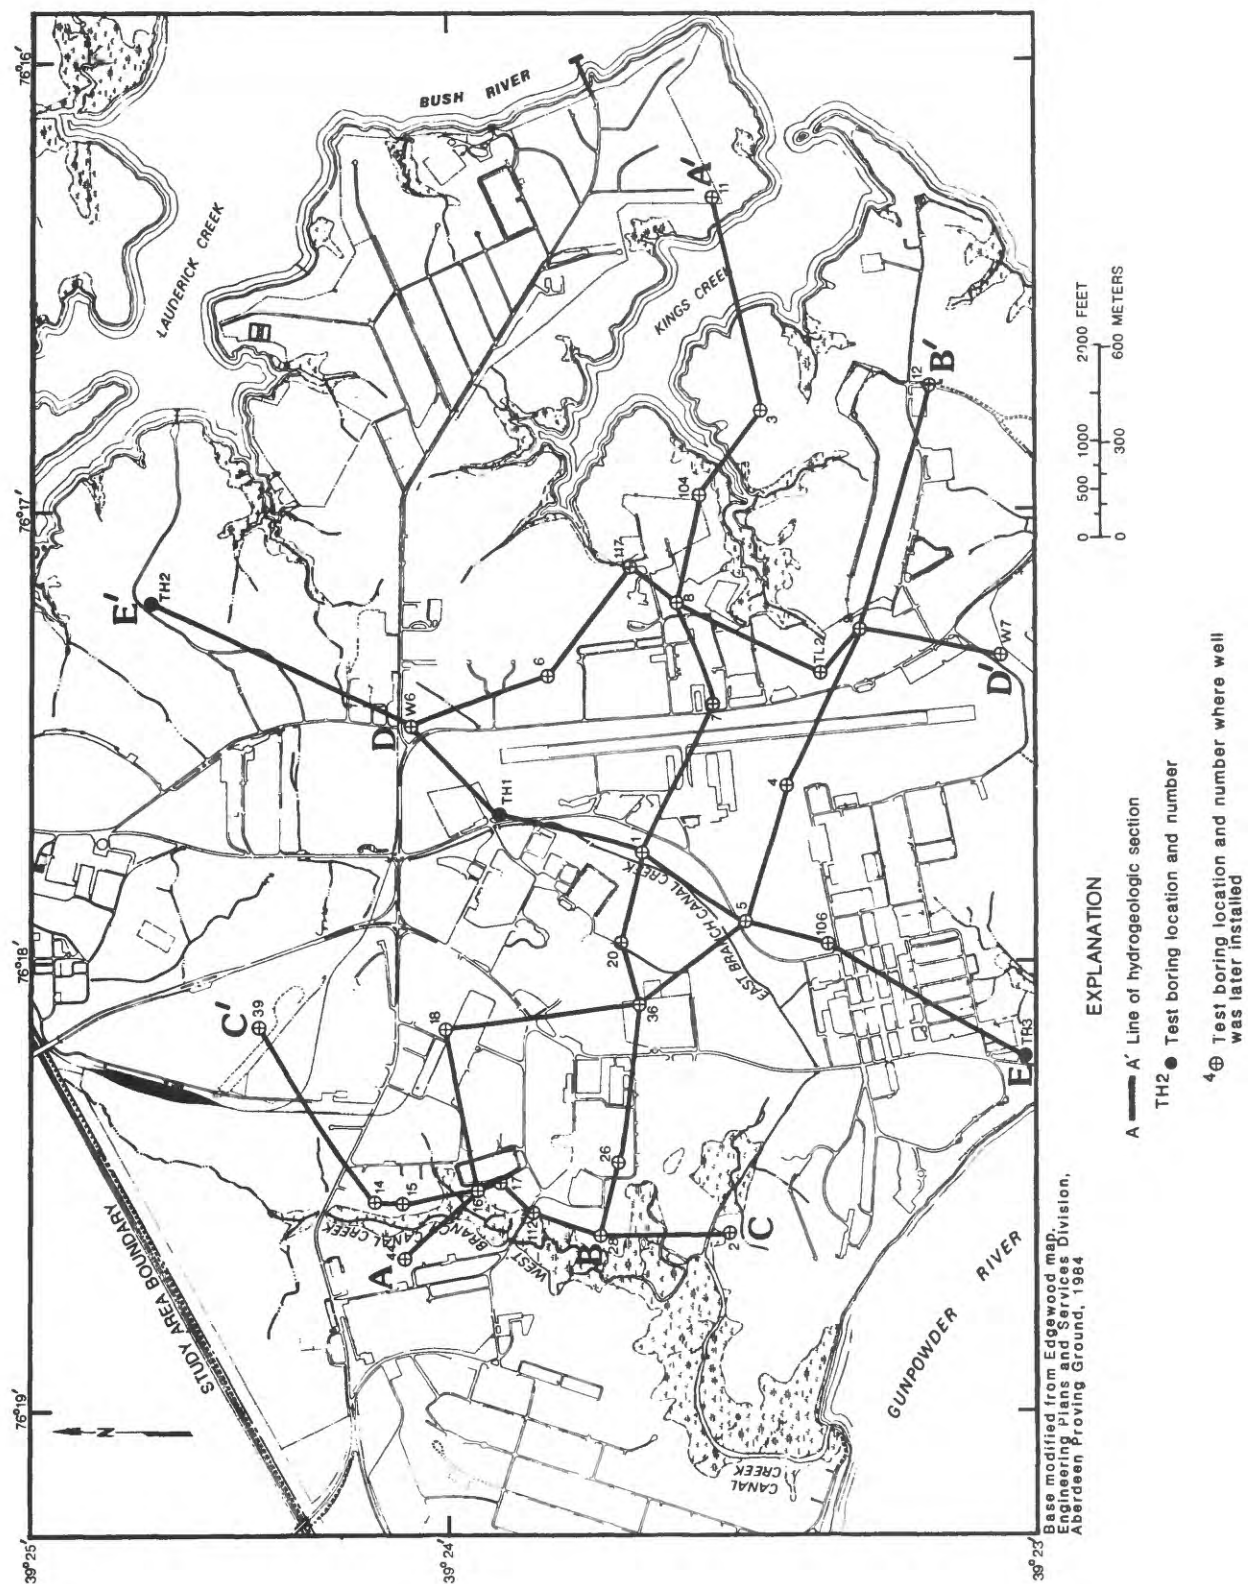 76°19′
76°18′
76°17′
76°16′
39°25′
39°24′
39°23′
N
STUDY AREA BOUNDARY
LAUDERICK CREEK
BUSH RIVER
KINGS CREEK
EAST BRANCH CANAL CREEK
WEST BRANCH CANAL CREEK
CANAL CREEK
GUNPOWDER RIVER
E′
TH2
C′
39
D
W6
TH1
14
15
A
44
16
17
18
112
B
25
26
C
2
36
20
1
5
106
E
TR3
4
6
7
8
117
104
3
A′
11
TL2
9
12
B′
D′
W7
Base modified from Edgewood map,
Engineering Plans and Services Division,
Aberdeen Proving Ground, 1984
EXPLANATION
A A′ Line of hydrogeologic section
TH2 Test boring location and number
4 Test boring location and number where well
was later installed
0 500 1000 2000 FEET
0 300 600 METERS